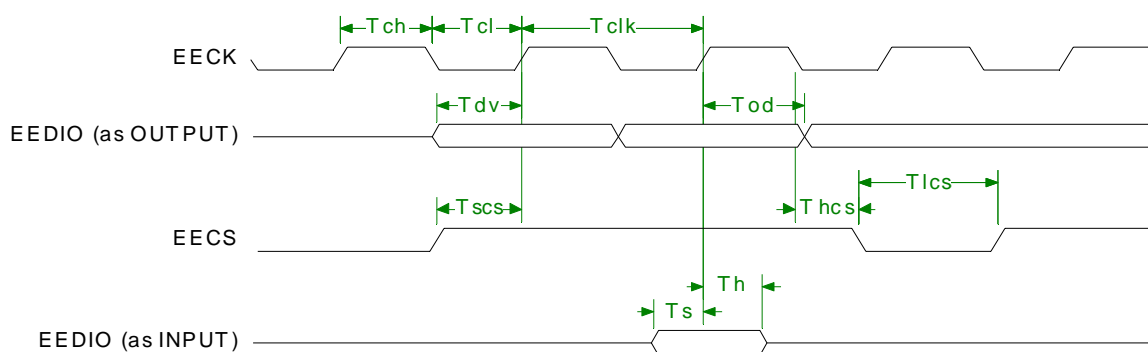 Tch Tcl Tclk
EECK
Tdv Tod
EEDIO (as OUTPUT)
Tlcs
Tscs Thcs
EECS
Th
Ts
EEDIO (as INPUT)